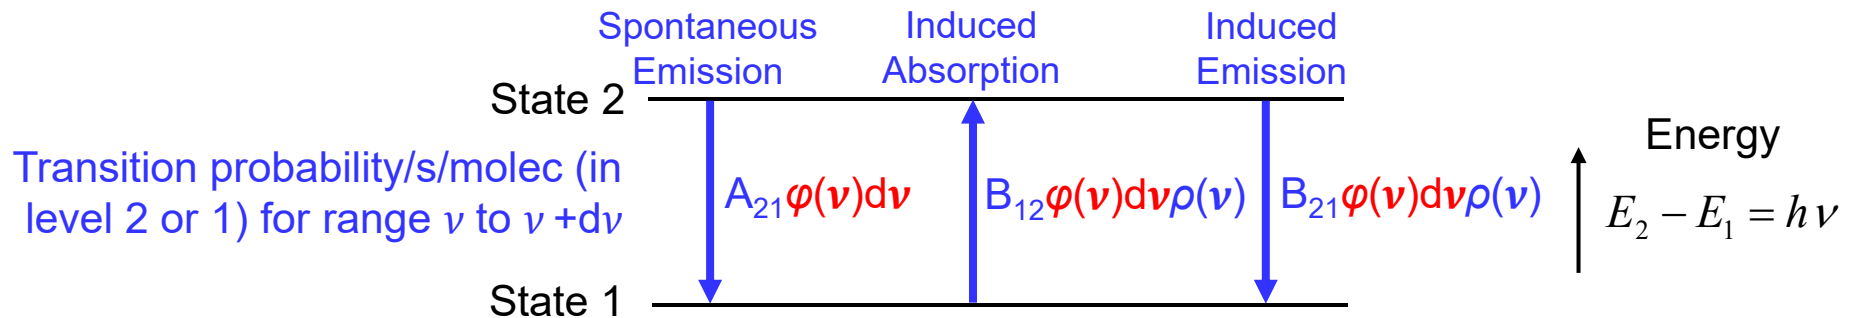 Spontaneous
Emission
Induced
Absorption
Induced
Emission
State 2
Transition probability/s/molec (in
level 2 or 1) for range ν to ν +dν
A₂₁φ(ν)dν
B₁₂φ(ν)dνρ(ν)
B₂₁φ(ν)dνρ(ν)
Energy
E₂ − E₁ = hν
State 1